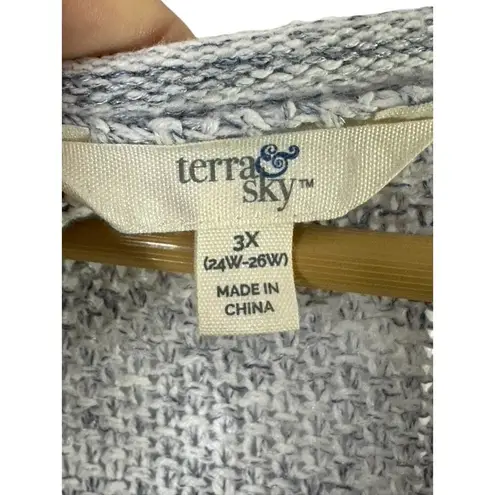 terra &
sky™
3X
(24W-26W)
MADE IN
CHINA